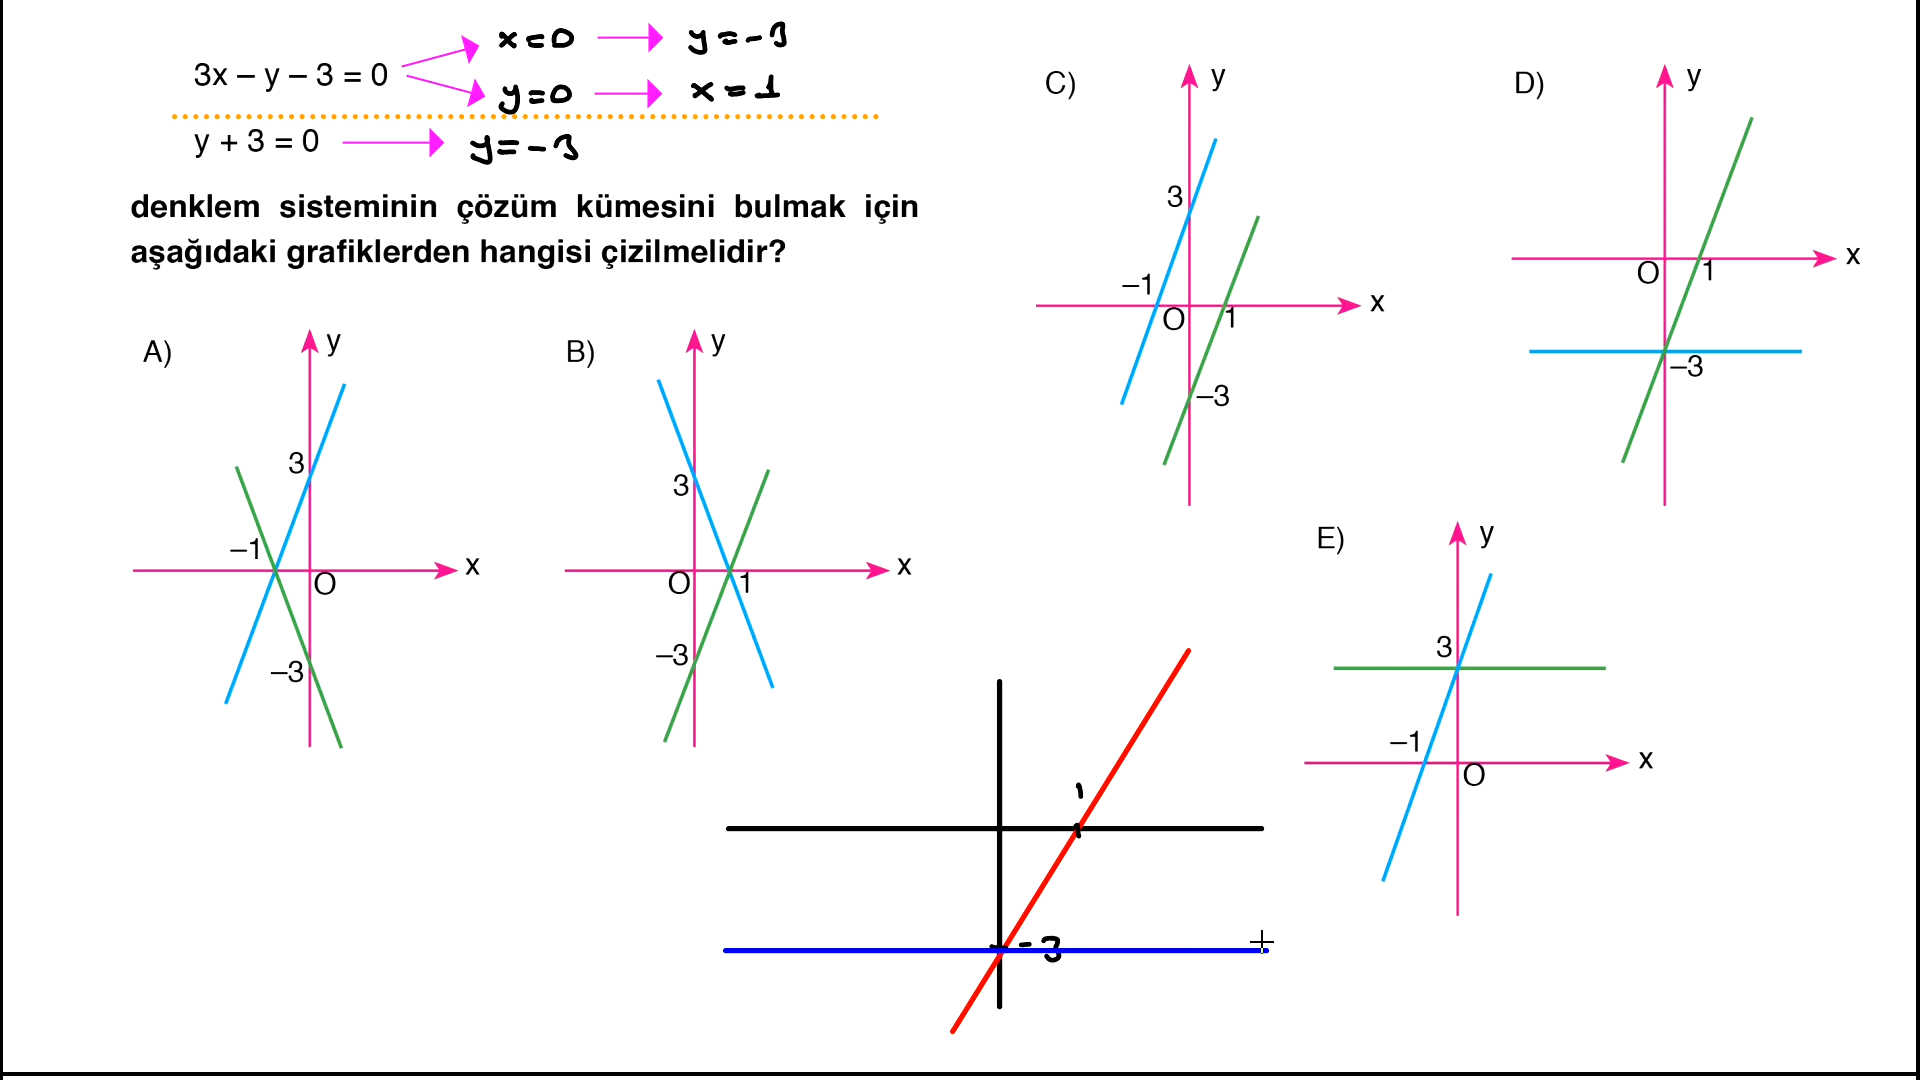 3x – y – 3 = 0
x=0
y=-3
y=0
x=1
y + 3 = 0
y=-3
denklem sisteminin çözüm kümesini bulmak için
aşağıdaki grafiklerden hangisi çizilmelidir?
A)
y
3
–1
x
O
–3
B)
y
3
x
O
1
–3
C)
y
3
–1
x
O
1
–3
D)
y
x
O
1
–3
E)
y
3
–1
x
O
1
-3